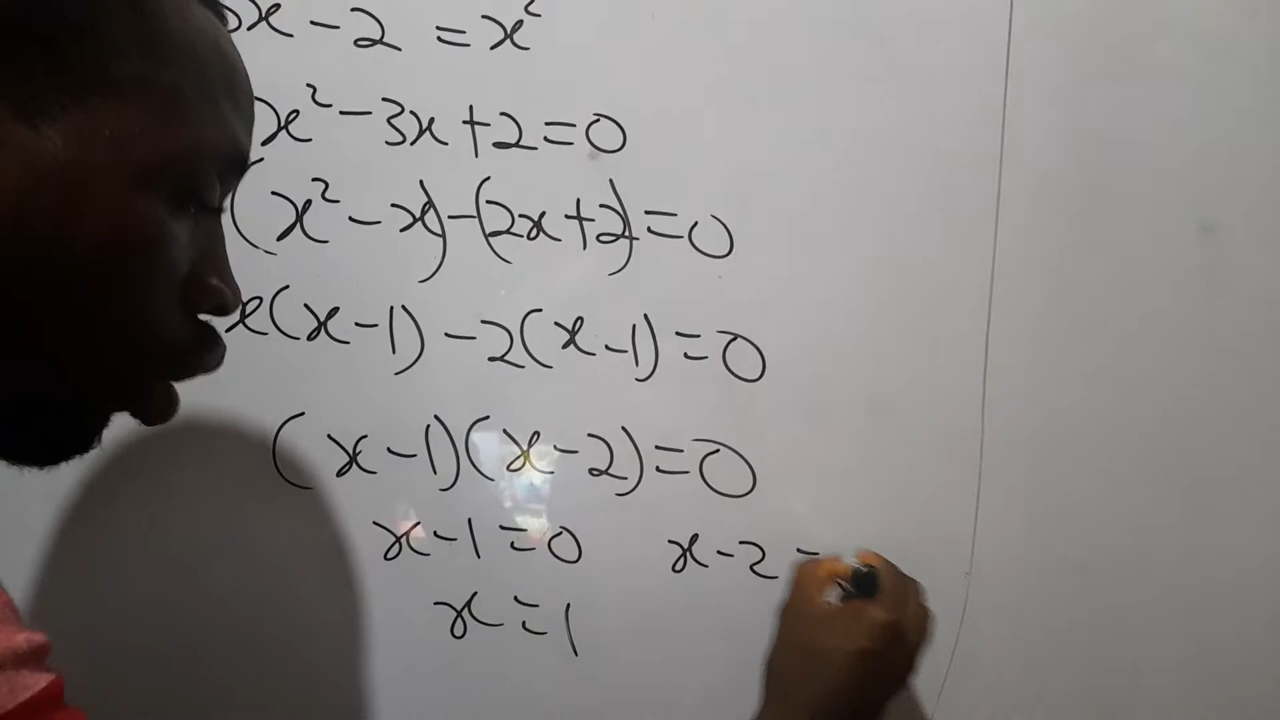 3x - 2 = x²
x² - 3x + 2 = 0
(x² - x) - (2x + 2) = 0
x(x - 1) - 2(x - 1) = 0
(x - 1)(x - 2) = 0
x - 1 = 0 x - 2 =
x = 1